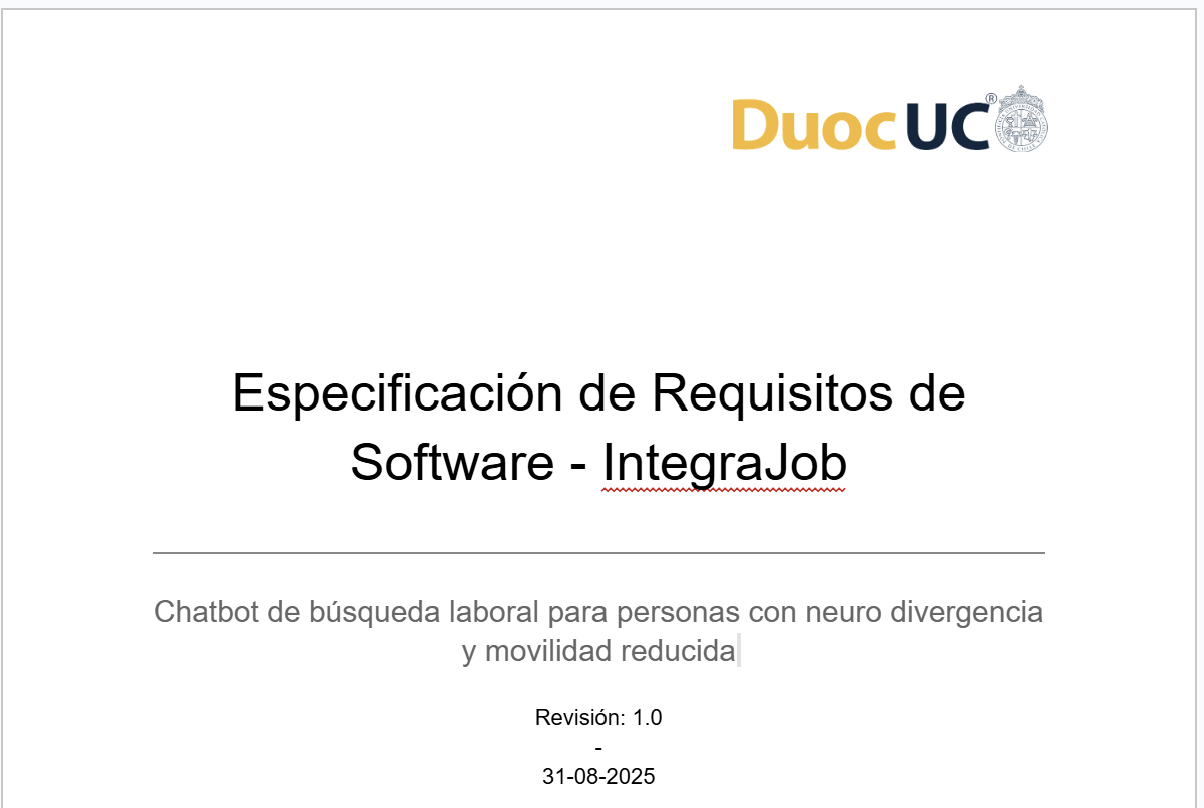 DuocUC®
Especificación de Requisitos de
Software - IntegraJob
Chatbot de búsqueda laboral para personas con neuro divergencia
y movilidad reducida
Revisión: 1.0
-
31-08-2025